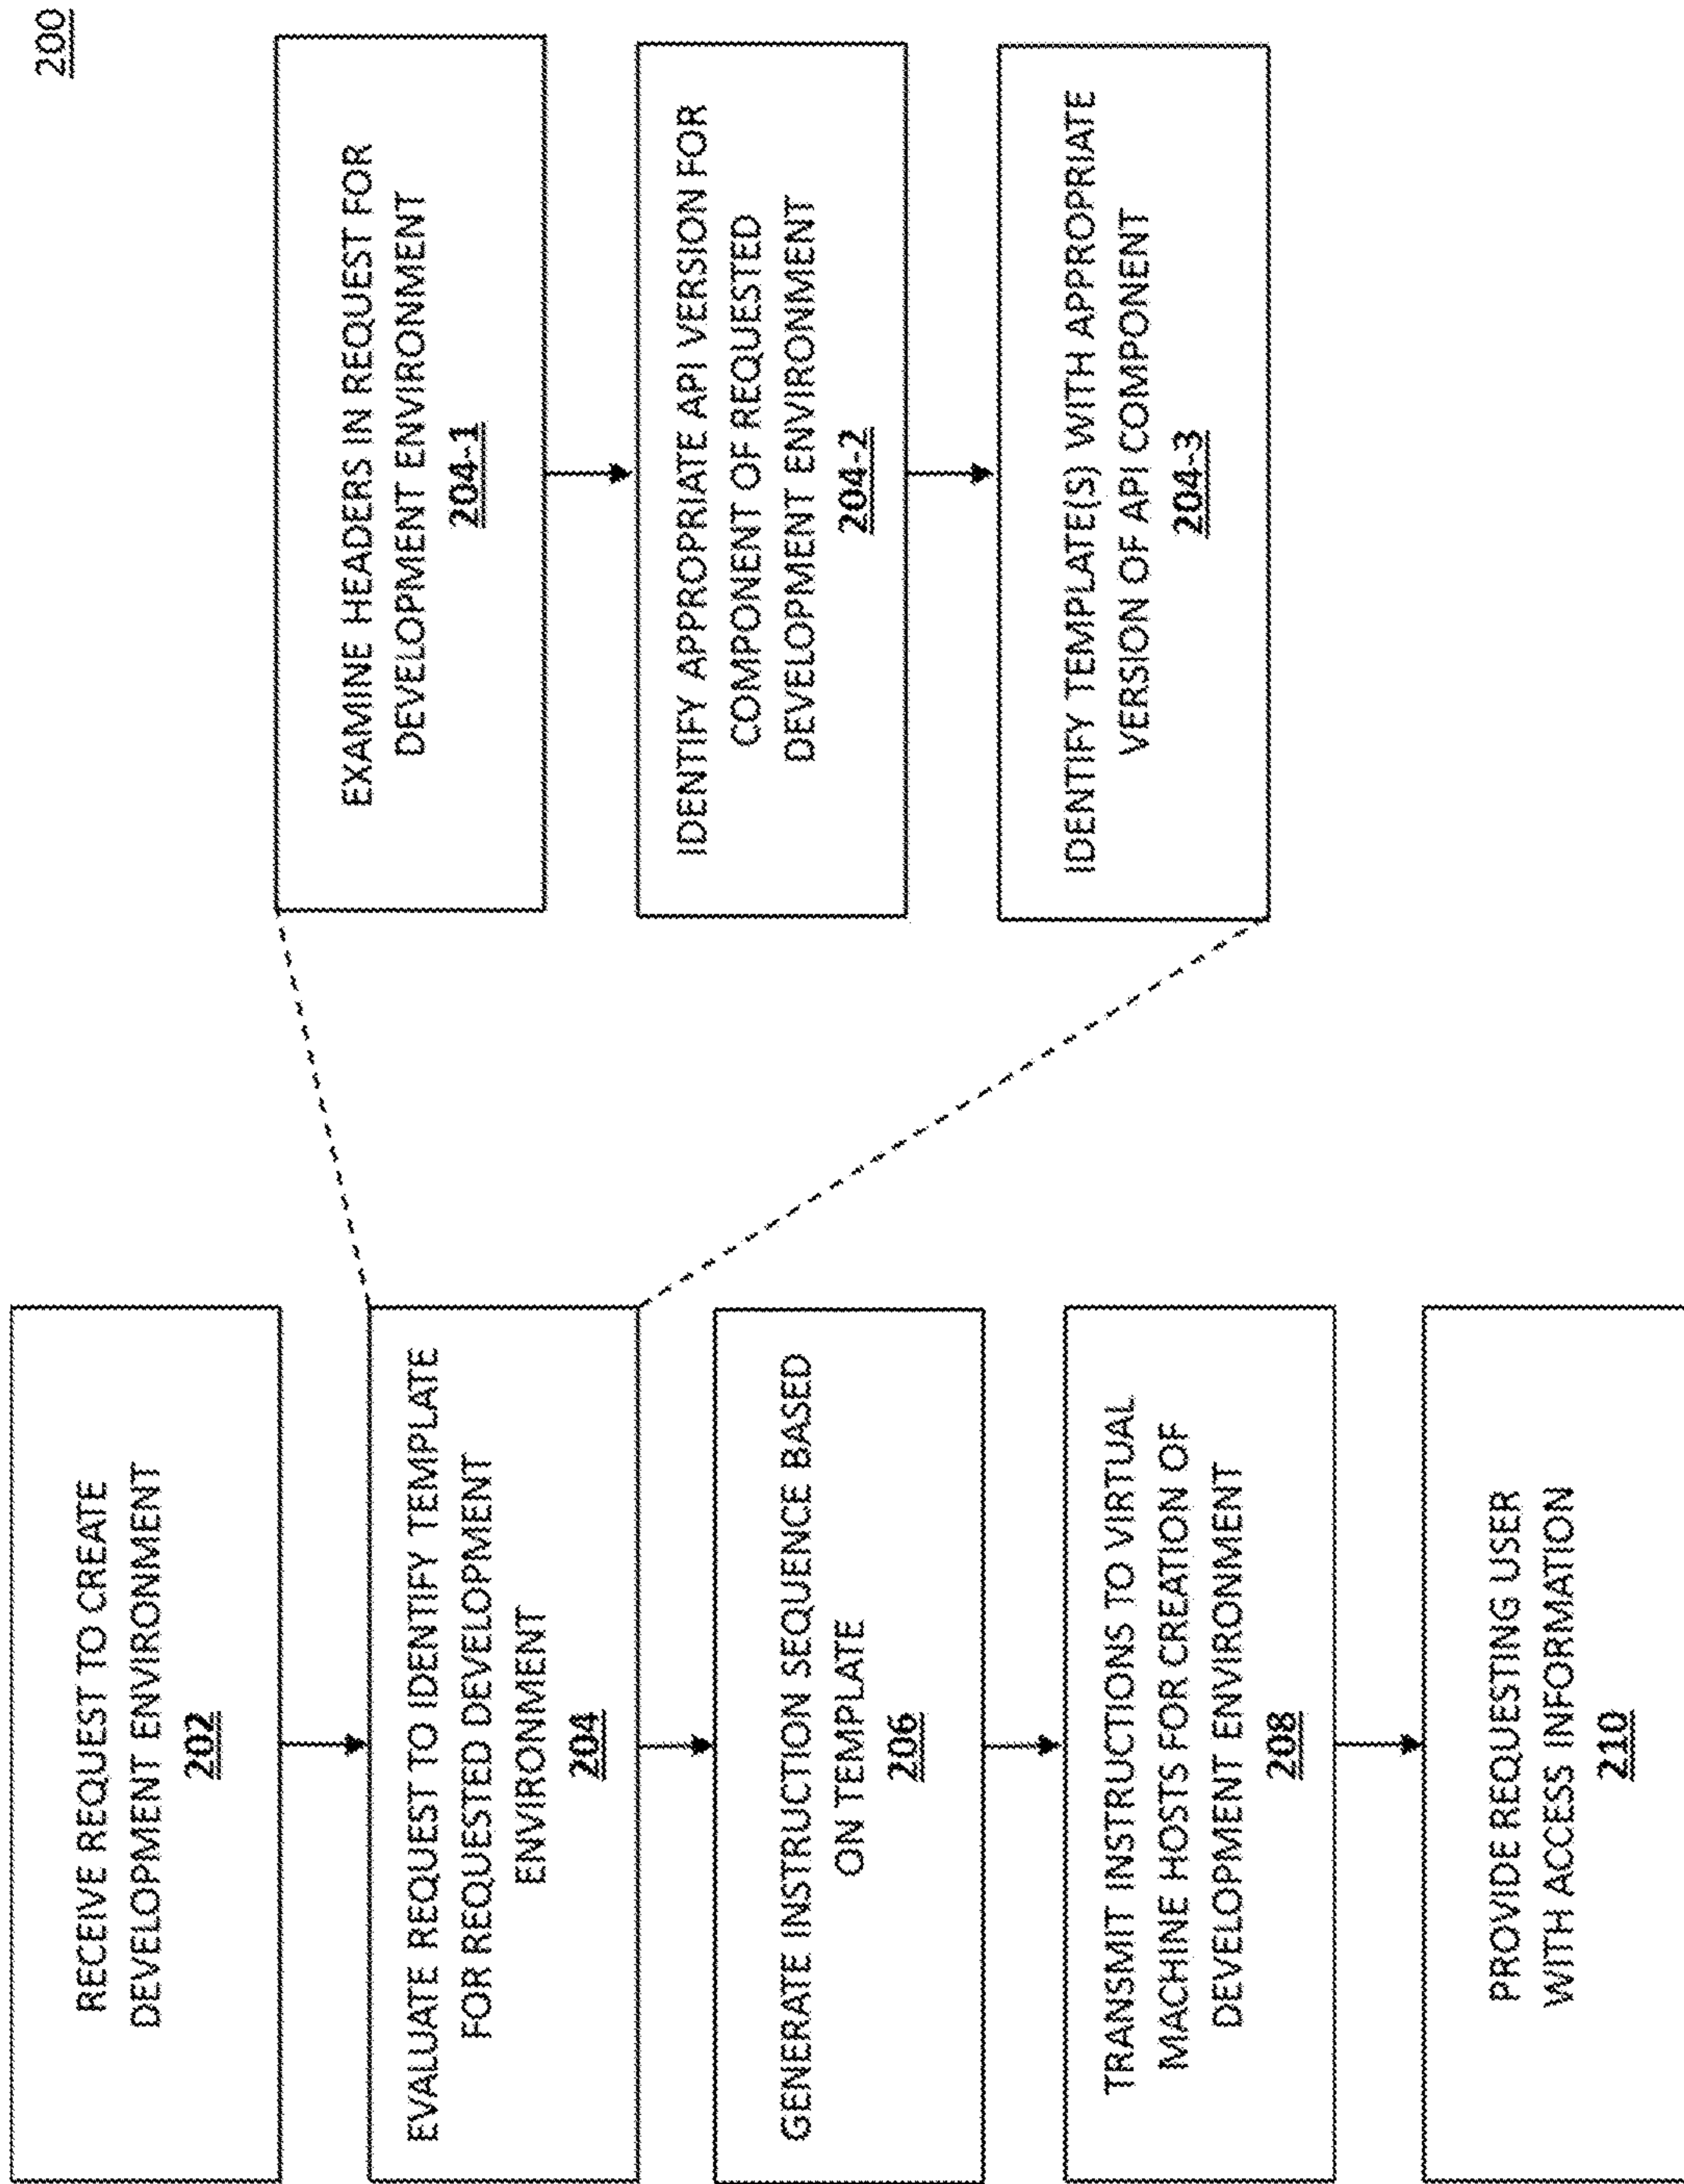 200
RECEIVE REQUEST TO CREATE
DEVELOPMENT ENVIRONMENT
202
EVALUATE REQUEST TO IDENTIFY TEMPLATE
FOR REQUESTED DEVELOPMENT
ENVIRONMENT
204
GENERATE INSTRUCTION SEQUENCE BASED
ON TEMPLATE
206
TRANSMIT INSTRUCTIONS TO VIRTUAL
MACHINE HOSTS FOR CREATION OF
DEVELOPMENT ENVIRONMENT
208
PROVIDE REQUESTING USER
WITH ACCESS INFORMATION
210
EXAMINE HEADERS IN REQUEST FOR
DEVELOPMENT ENVIRONMENT
204-1
IDENTIFY APPROPRIATE API VERSION FOR
COMPONENT OF REQUESTED
DEVELOPMENT ENVIRONMENT
204-2
IDENTIFY TEMPLATE(S) WITH APPROPRIATE
VERSION OF API COMPONENT
204-3